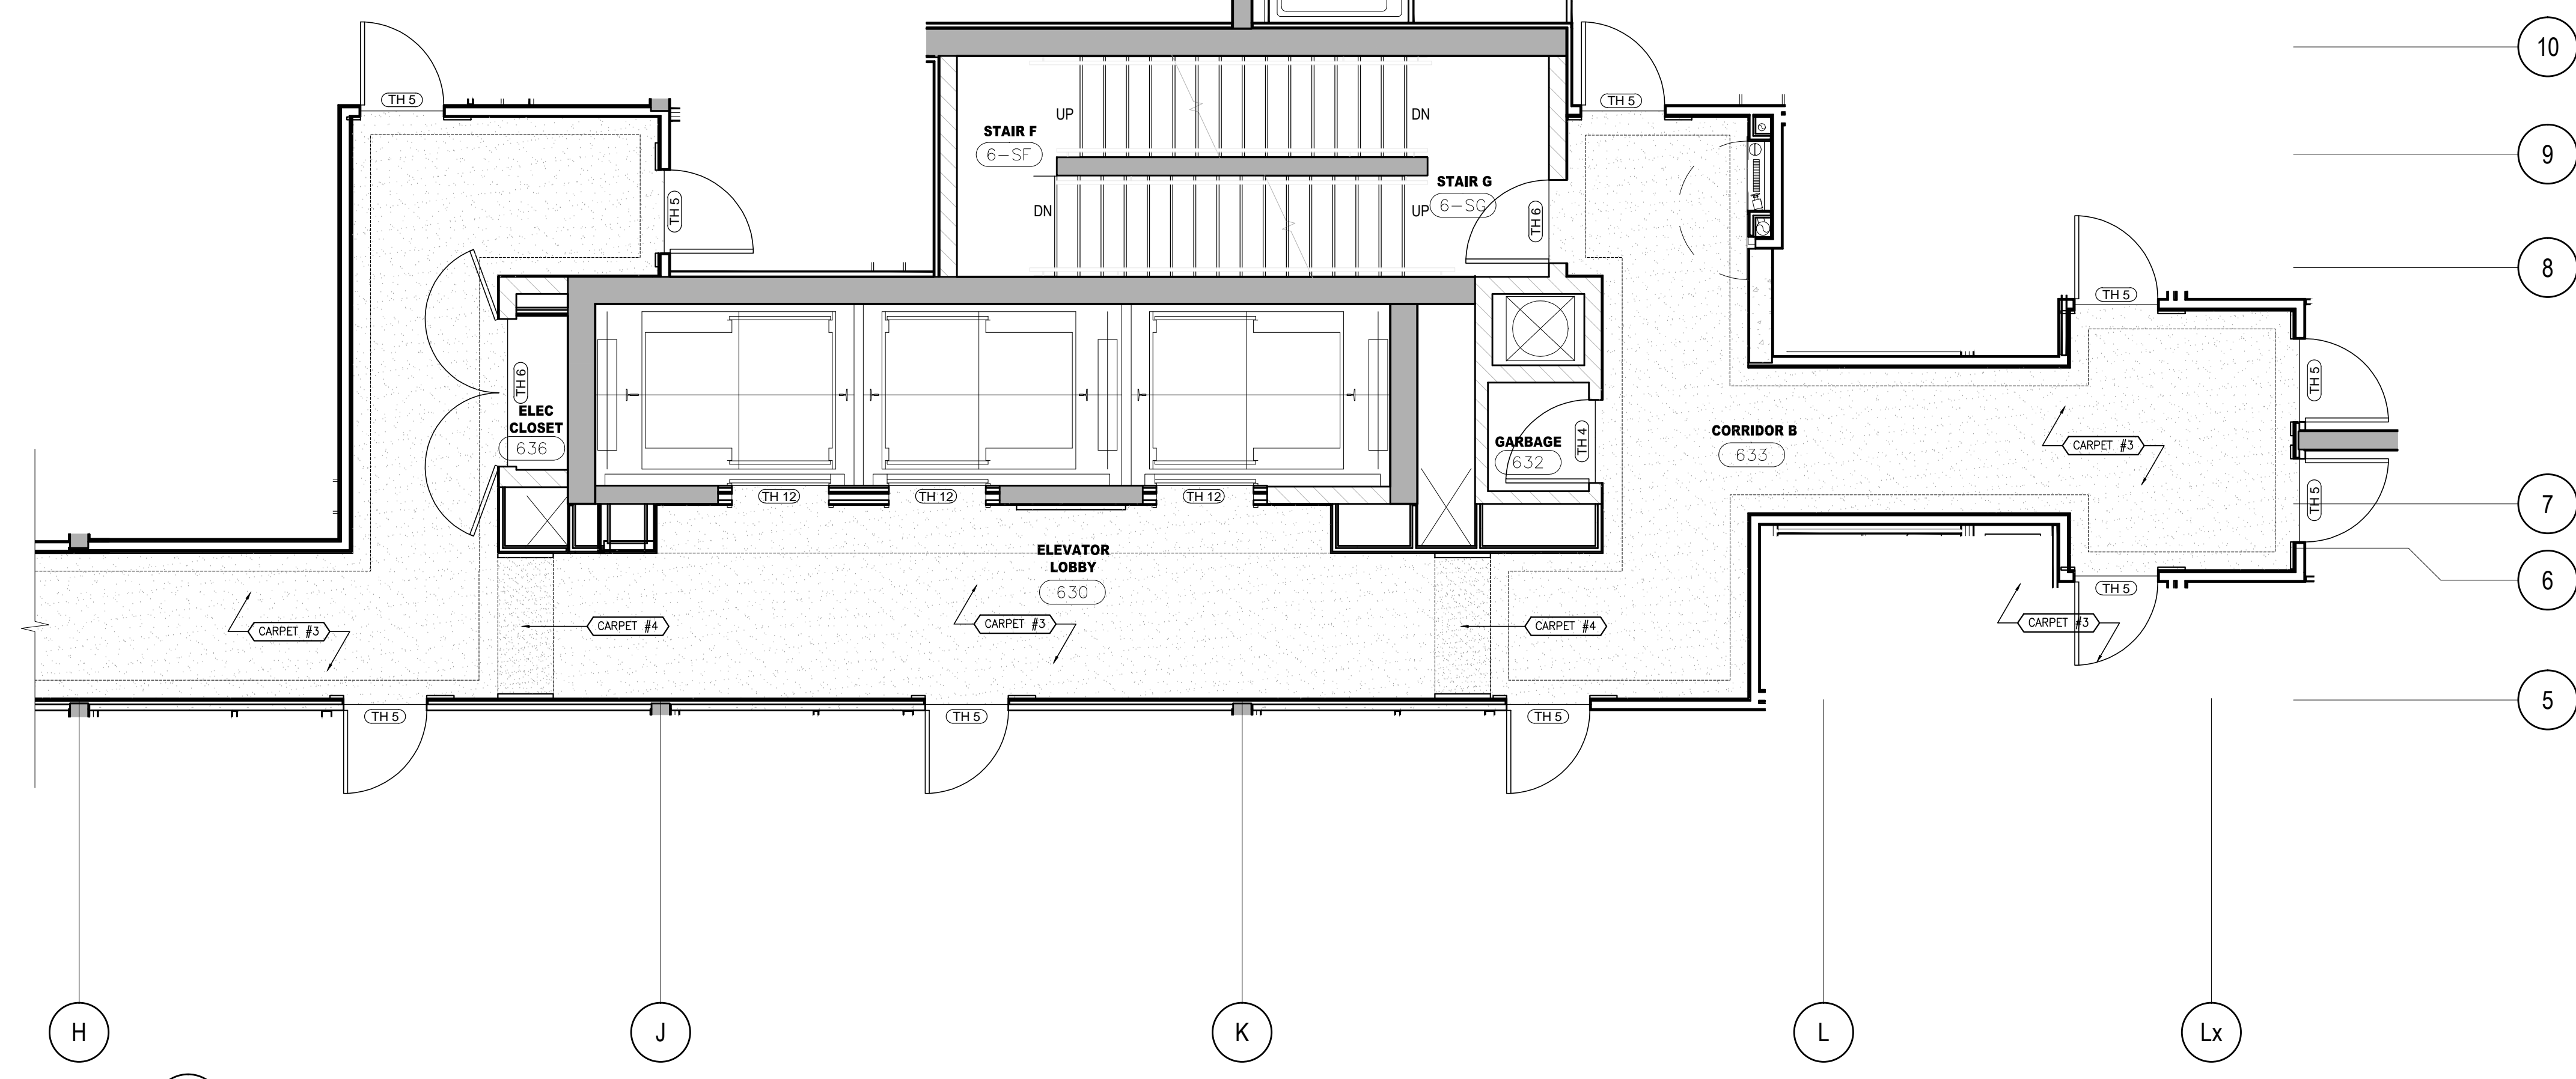 10
TH 5
TH 5
UP
DN
STAIR F
6-SF
9
STAIR G
6-SG
DN
UP
TH 5
TH 6
8
TH 5
TH 6
TH 5
ELEC
CLOSET
636
GARBAGE
632
TH 4
CORRIDOR B
633
CARPET #3
TH 12
TH 12
TH 12
TH 5
7
ELEVATOR
LOBBY
630
TH 5
6
CARPET #3
CARPET #4
CARPET #3
CARPET #4
CARPET #3
TH 5
TH 5
TH 5
5
H
J
K
L
Lx